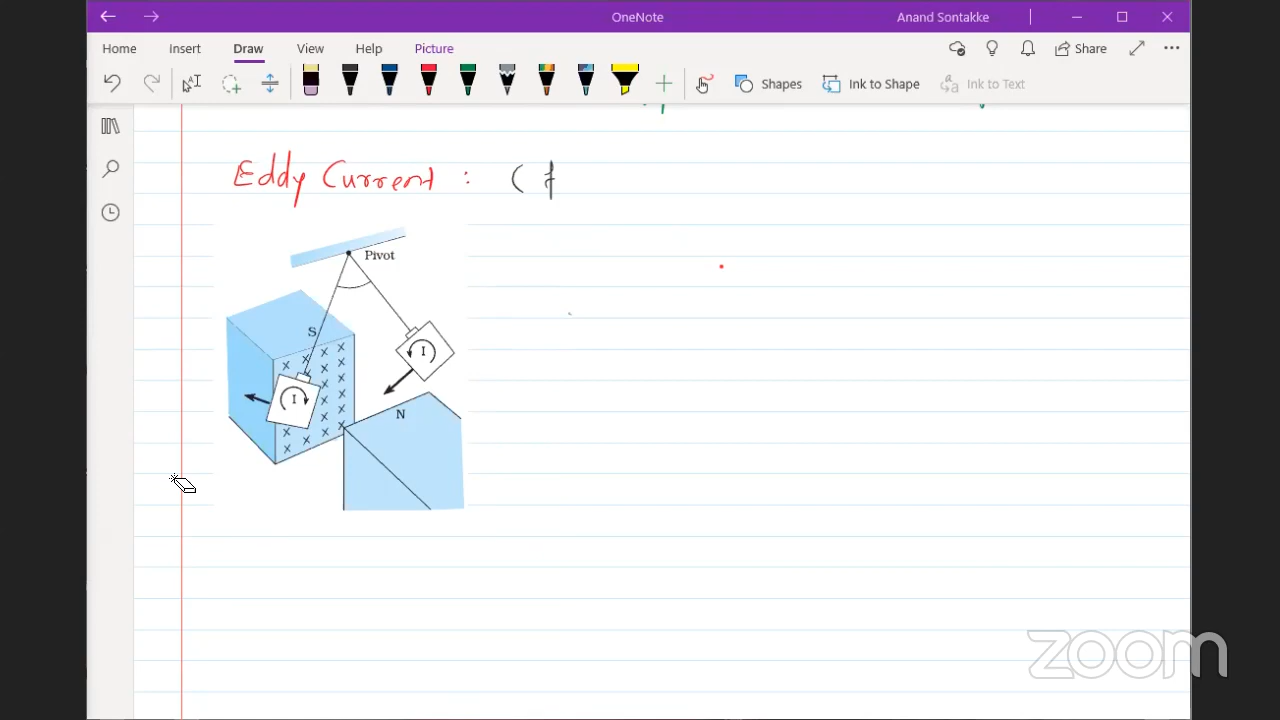 OneNote
Anand Sontakke
Home Insert Draw View Help Picture
Share
Shapes Ink to Shape Ink to Text
Eddy Current : (
Pivot
S
I
x x x x
x x
x
x x
x x x
x x x
I
N
zoom